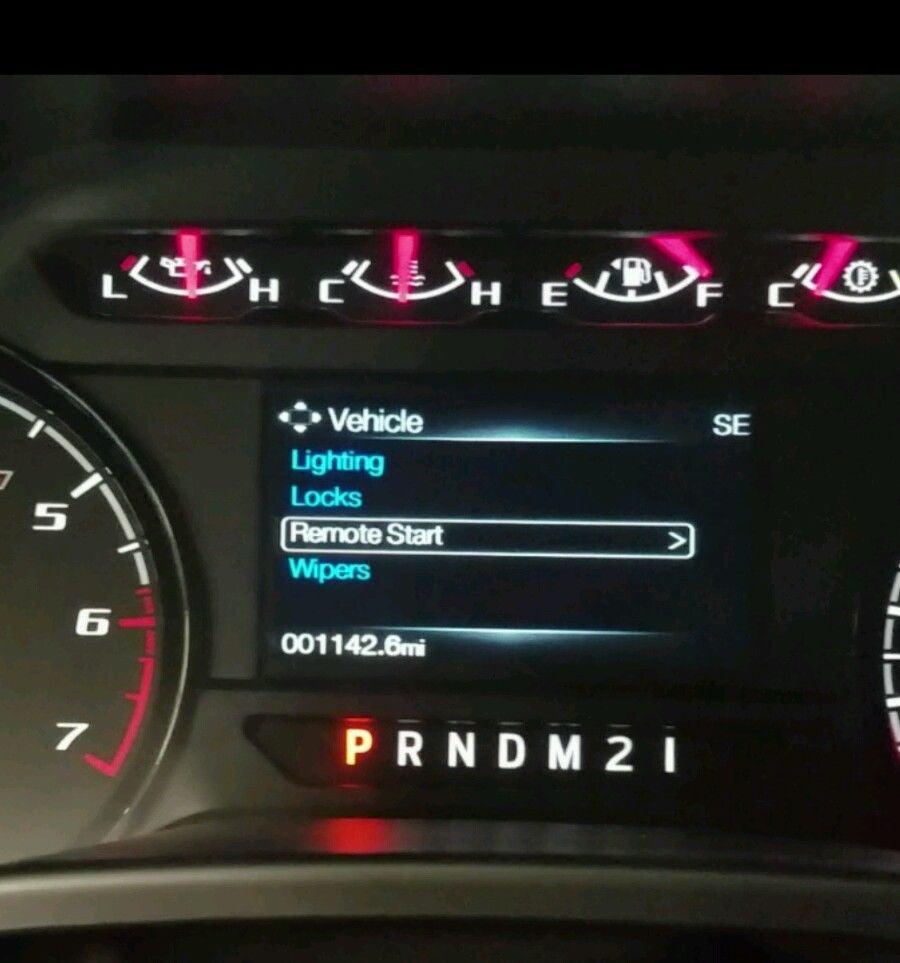 L H C H E F C
Vehicle SE
Lighting
Locks
Remote Start >
Wipers
001142.6mi
5
6
7
P R N D M 2 1